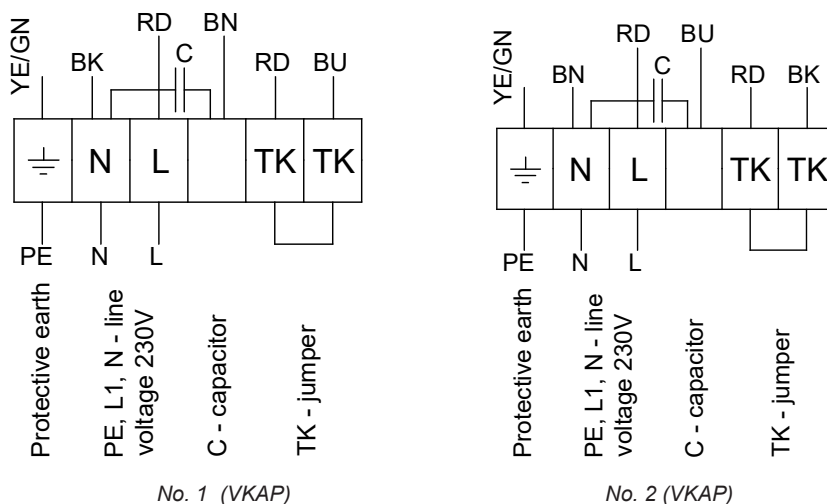 YE/GN
BK
RD
C
BN
RD
BU
N
L
TK
TK
PE
N
L
Protective earth
PE, L1, N - line
voltage 230V
C - capacitor
TK - jumper
No. 1 (VKAP)
YE/GN
BN
RD
C
BU
RD
BK
N
L
TK
TK
PE
N
L
Protective earth
PE, L1, N - line
voltage 230V
C - capacitor
TK - jumper
No. 2 (VKAP)